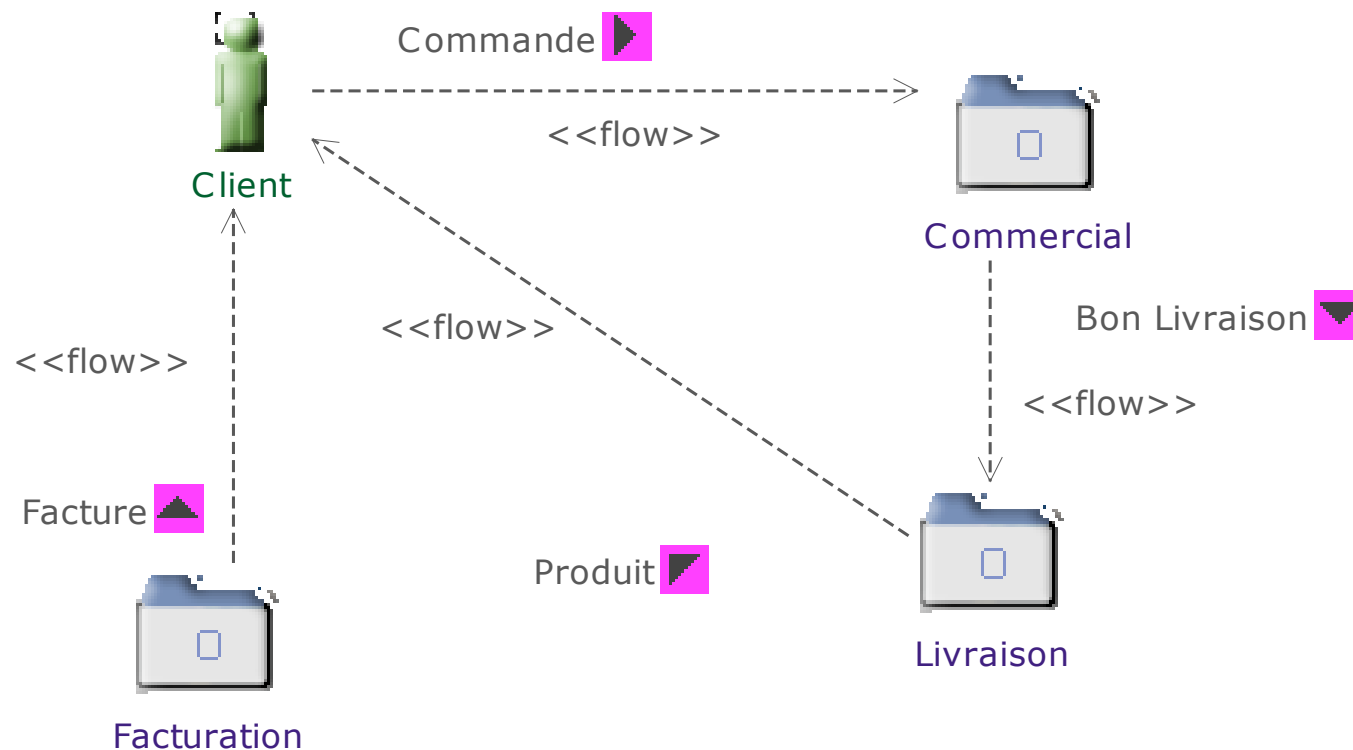 Commande
<<flow>>
Client
Commercial
<<flow>>
Bon Livraison
<<flow>>
<<flow>>
Facture
Produit
Livraison
Facturation